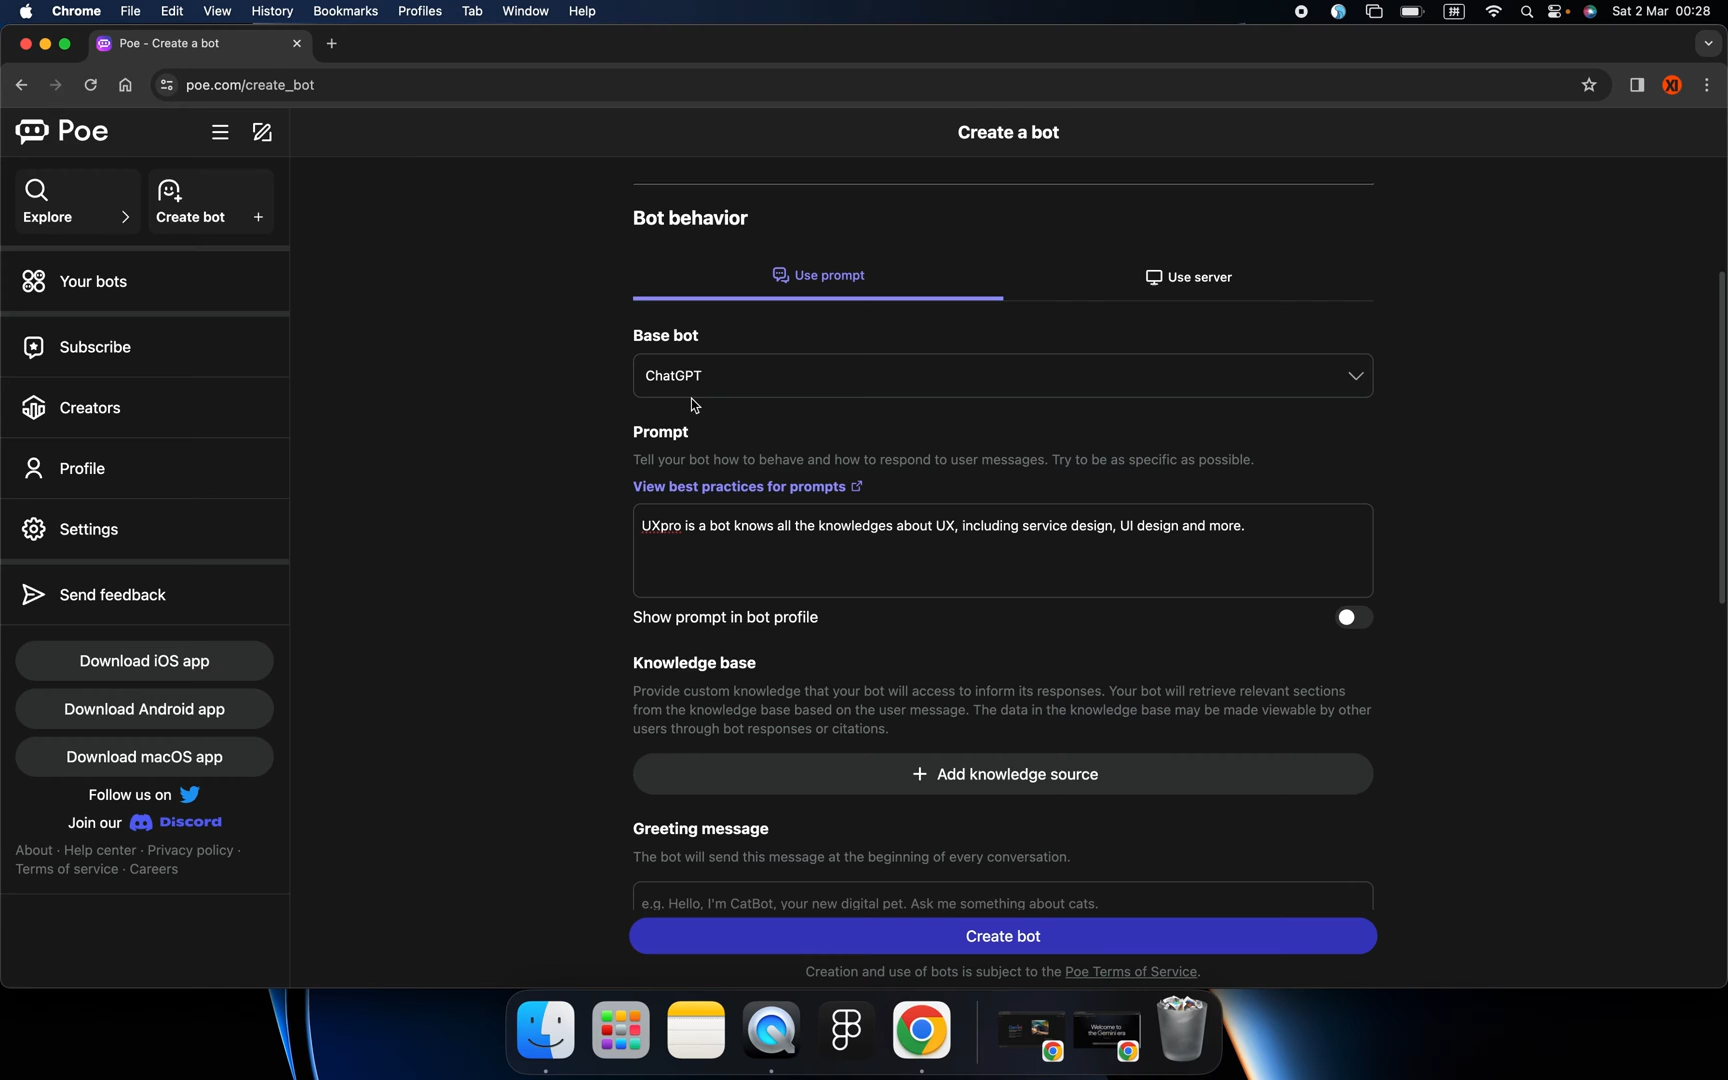 Chrome File Edit View History Bookmarks Profiles Tab Window Help 拼 Sat 2 Mar 00:28
Poe - Create a bot
poe.com/create_bot XI
Poe
Create a bot
Explore
Create bot
Your bots
Subscribe
Creators
Profile
Settings
Send feedback
Download iOS app
Download Android app
Download macOS app
Follow us on
Join our Discord
About · Help center · Privacy policy ·
Terms of service · Careers
Bot behavior
Use prompt
Use server
Base bot
ChatGPT
Prompt
Tell your bot how to behave and how to respond to user messages. Try to be as specific as possible.
View best practices for prompts
UXpro is a bot knows all the knowledges about UX, including service design, UI design and more.
Show prompt in bot profile
Knowledge base
Provide custom knowledge that your bot will access to inform its responses. Your bot will retrieve relevant sections
from the knowledge base based on the user message. The data in the knowledge base may be made viewable by other
users through bot responses or citations.
+ Add knowledge source
Greeting message
The bot will send this message at the beginning of every conversation.
e.g. Hello, I'm CatBot, your new digital pet. Ask me something about cats.
Create bot
Creation and use of bots is subject to the Poe Terms of Service.
Welcome to
the Gemini era